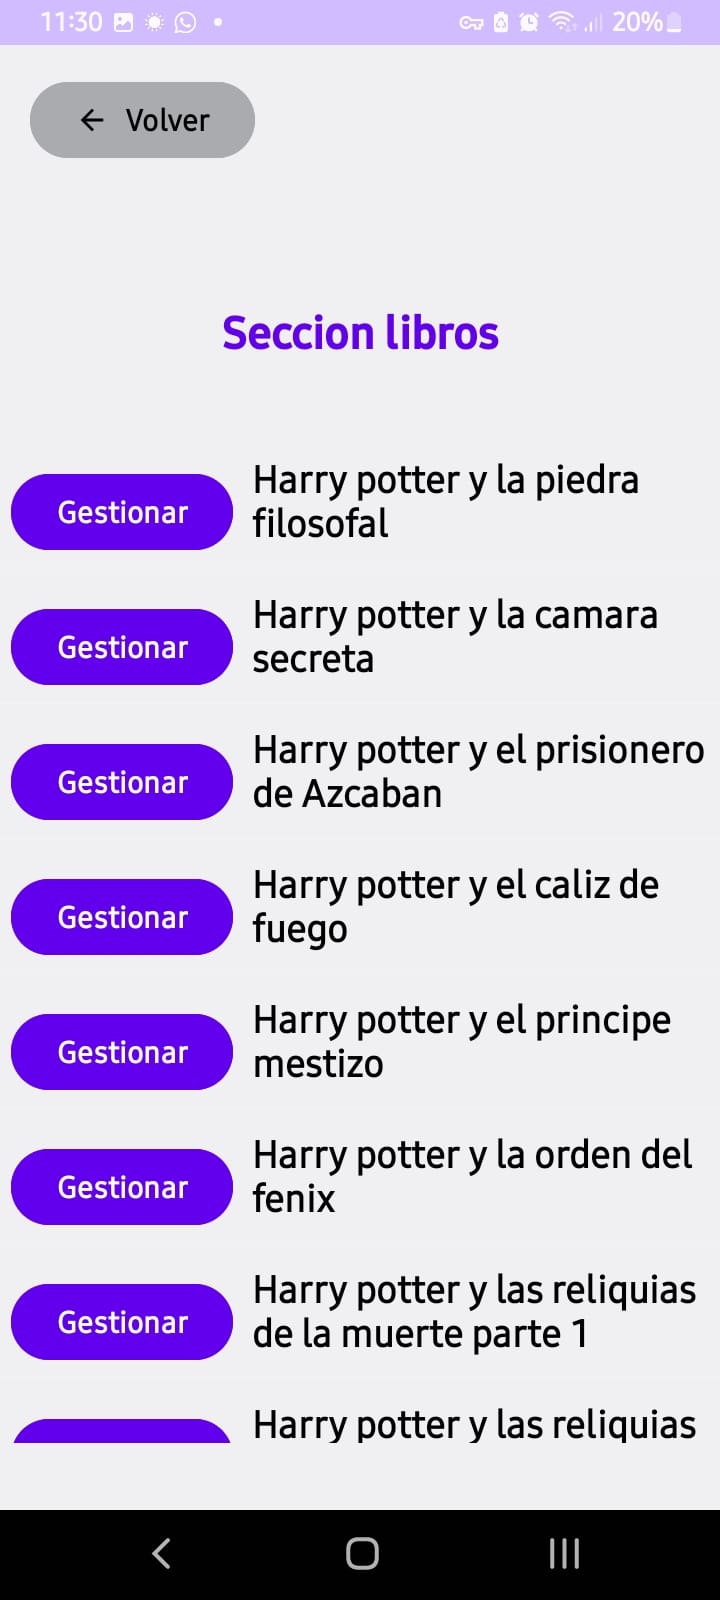 11:30
20%
Volver
Seccion libros
Gestionar
Harry potter y la piedra
filosofal
Gestionar
Harry potter y la camara
secreta
Gestionar
Harry potter y el prisionero
de Azcaban
Gestionar
Harry potter y el caliz de
fuego
Gestionar
Harry potter y el principe
mestizo
Gestionar
Harry potter y la orden del
fenix
Gestionar
Harry potter y las reliquias
de la muerte parte 1
Harry potter y las reliquias